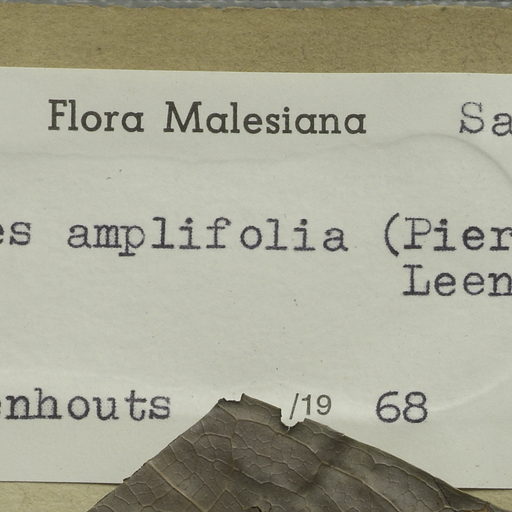 Flora Malesiana Sa
es amplifolia (Pier
Leen
enhouts /19 68